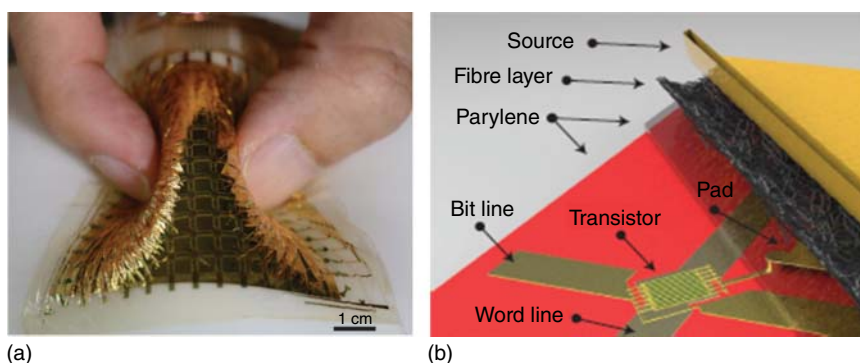 1 cm
(a)
Source
Fibre layer
Parylene
Pad
Bit line
Transistor
Word line
(b)